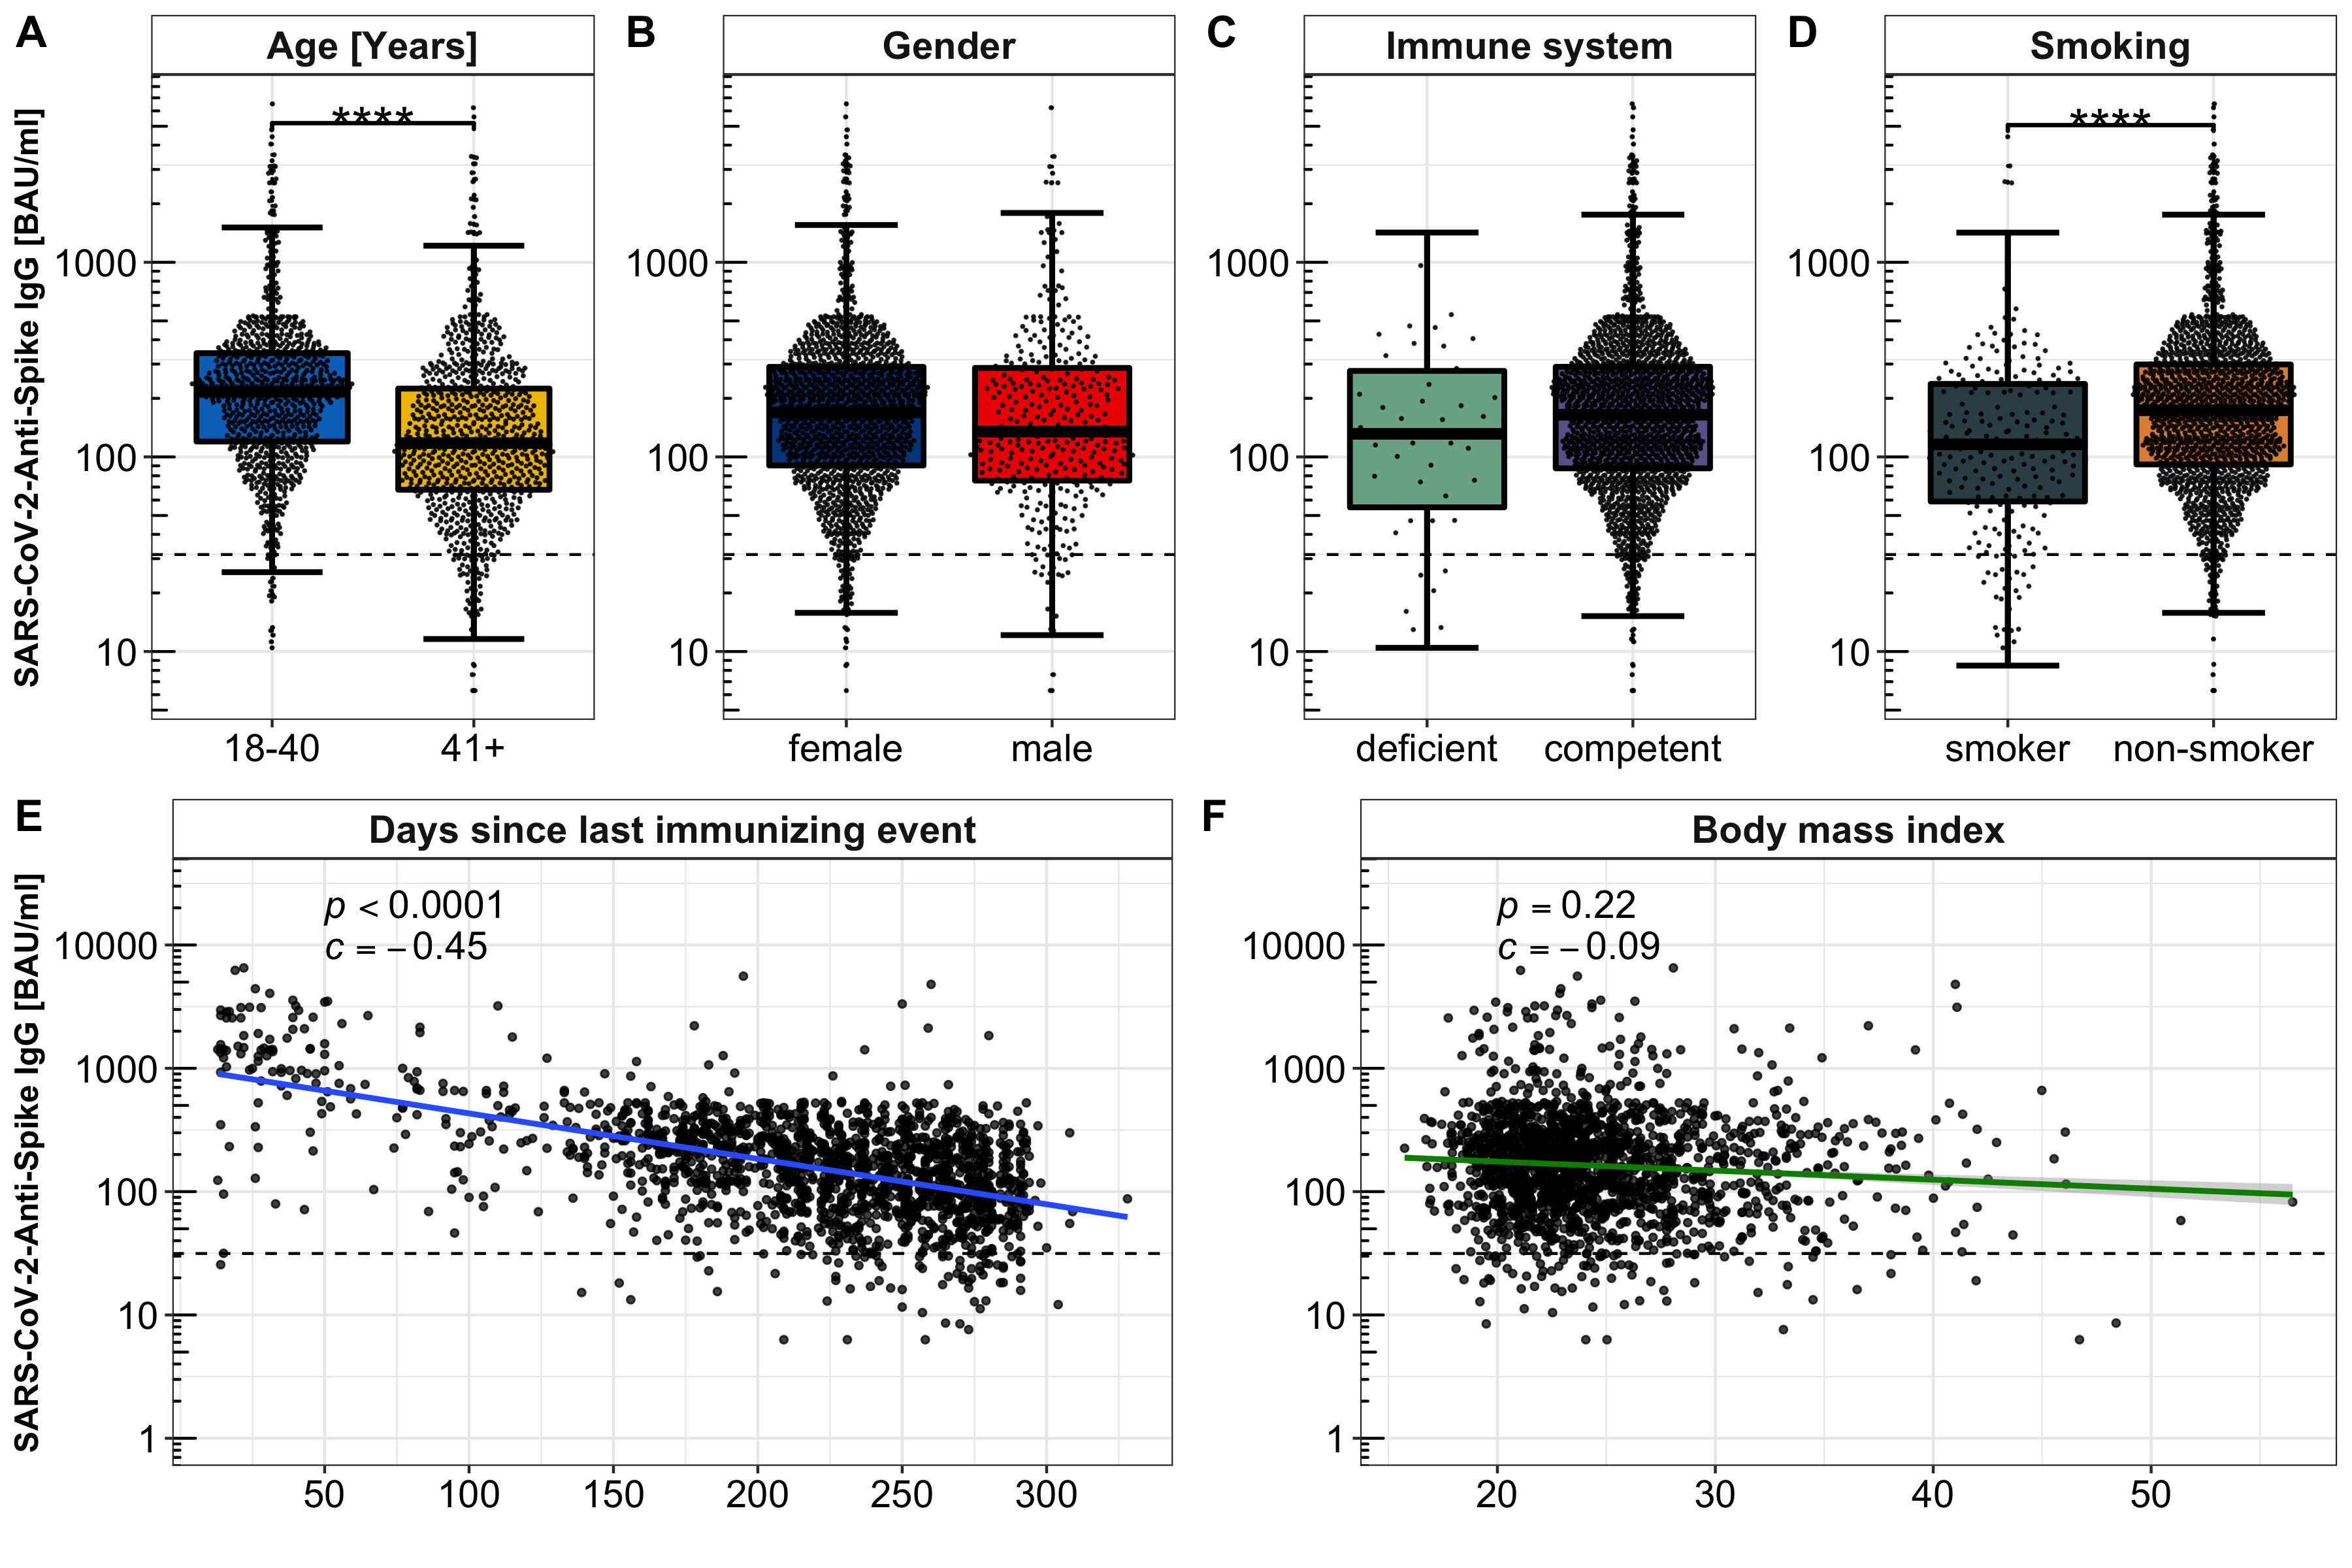 A
Age [Years]
B
Gender
C
Immune system
D
Smoking
SARS-CoV-2-Anti-Spike IgG [BAU/ml]
****
1000
100
10
18-40
41+
1000
100
10
female
male
1000
100
10
deficient
competent
****
1000
100
10
smoker
non-smoker
E
Days since last immunizing event
SARS-CoV-2-Anti-Spike IgG [BAU/ml]
p < 0.0001
c = −0.45
10000
1000
100
10
1
50
100
150
200
250
300
F
Body mass index
p = 0.22
c = −0.09
10000
1000
100
10
1
20
30
40
50